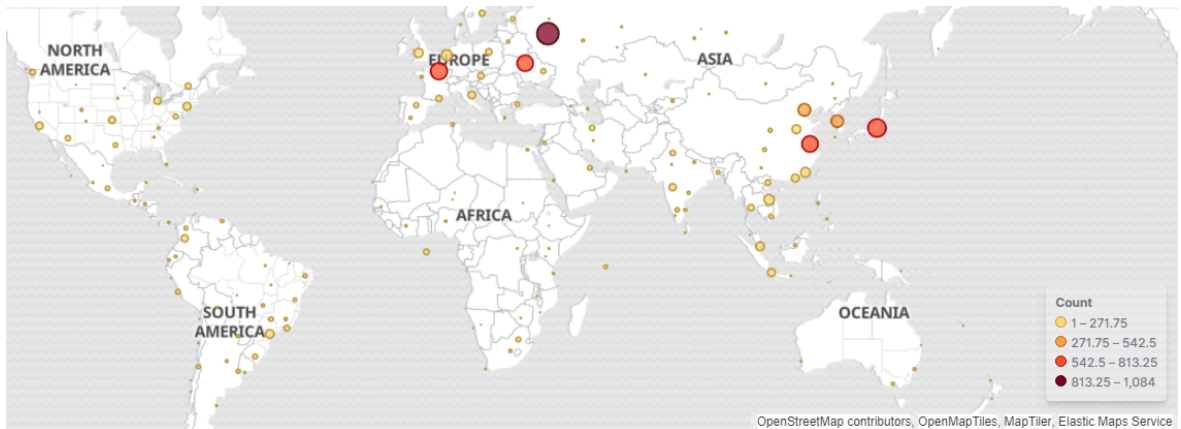 NORTH
AMERICA
EUROPE
ASIA
AFRICA
SOUTH
AMERICA
OCEANIA
Count
1 – 271.75
271.75 – 542.5
542.5 – 813.25
813.25 – 1,084
OpenStreetMap contributors, OpenMapTiles, MapTiler, Elastic Maps Service